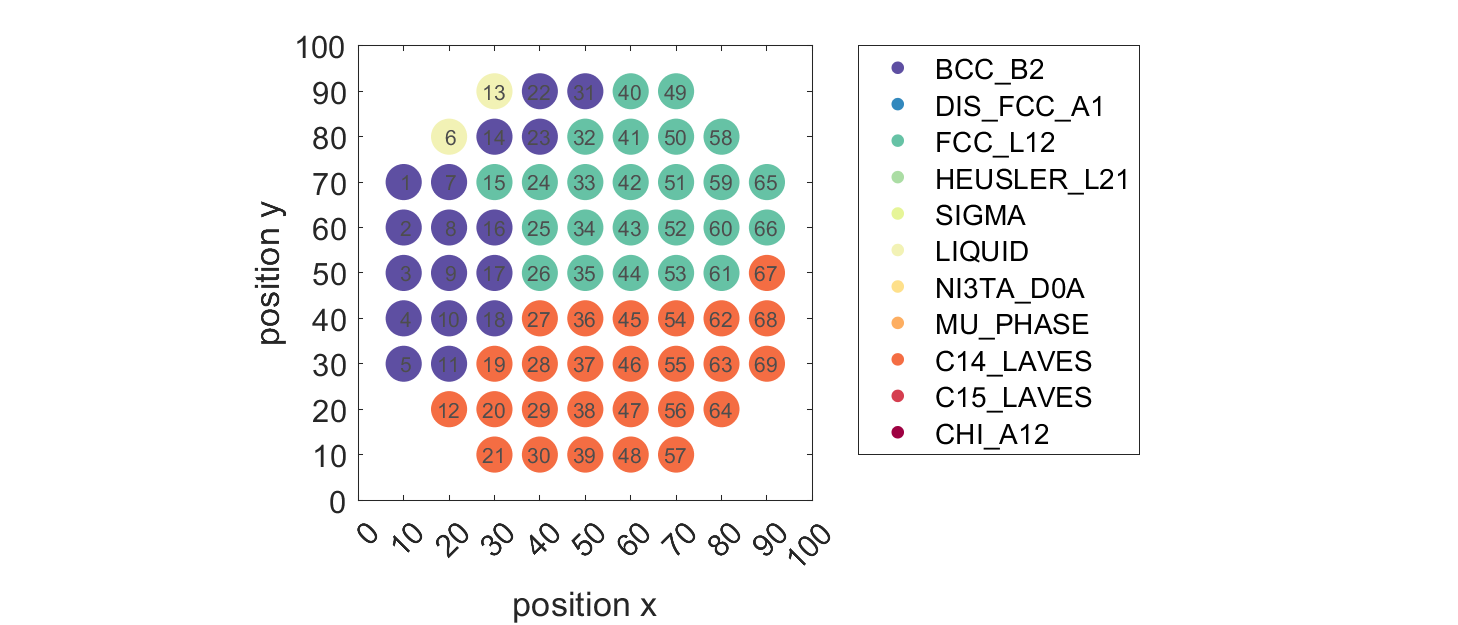 100
90 13 22 31 40 49
80 6 14 23 32 41 50 58
70 1 7 15 24 33 42 51 59 65
60 2 8 16 25 34 43 52 60 66
50 3 9 17 26 35 44 53 61 67
40 4 10 18 27 36 45 54 62 68
30 5 11 19 28 37 46 55 63 69
20 12 20 29 38 47 56 64
10 21 30 39 48 57
0
position y
0 10 20 30 40 50 60 70 80 90 100
position x
BCC_B2
DIS_FCC_A1
FCC_L12
HEUSLER_L21
SIGMA
LIQUID
NI3TA_D0A
MU_PHASE
C14_LAVES
C15_LAVES
CHI_A12